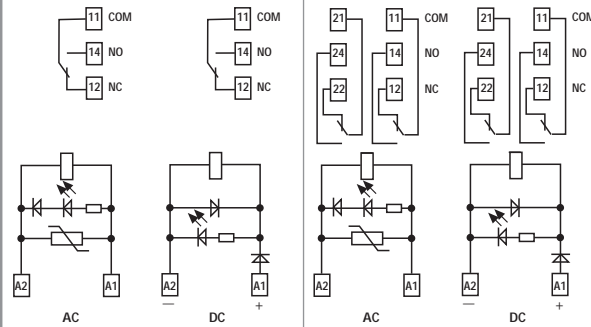 11 COM 11 COM 21 11 COM 21 11 COM
14 NO 14 NO 24 14 NO 24 14 NO
12 NC 12 NC 22 12 NC 22 12 NC
A2 A1 A2 A1 A2 A1 A2 A1
— + — +
AC DC AC DC